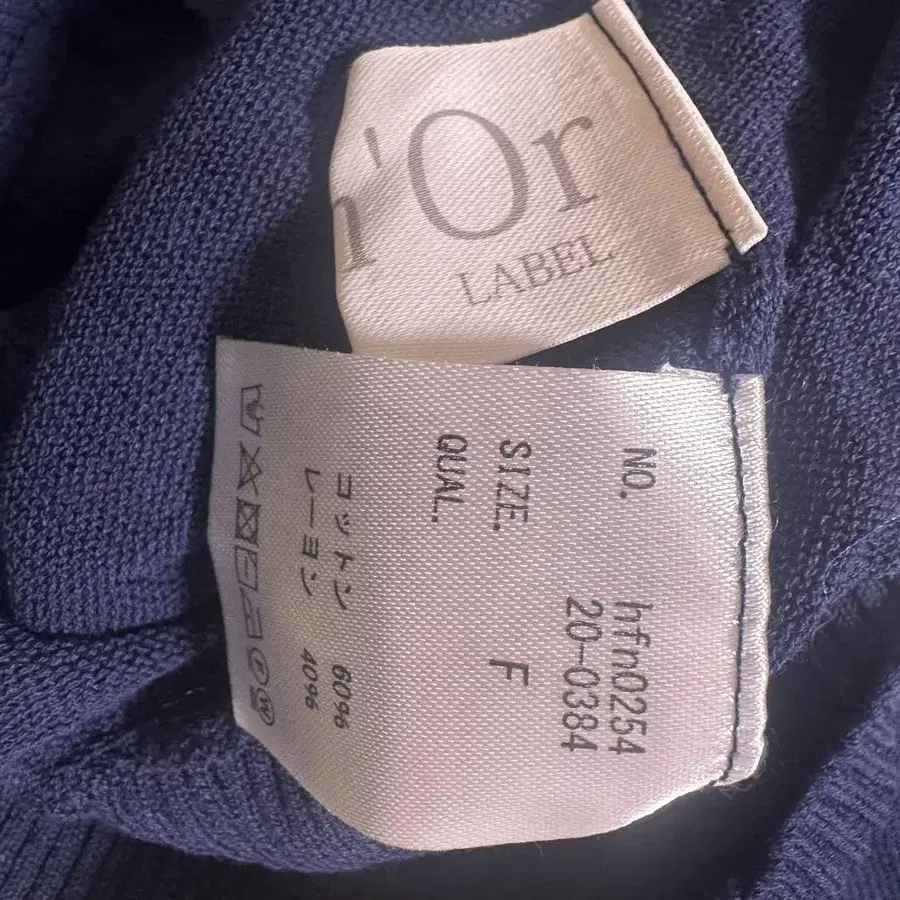 n'Or
LABEL
NO. hfn0254
20-0384
SIZE. F
QUAL.
コットン 60%
レーヨン 40%